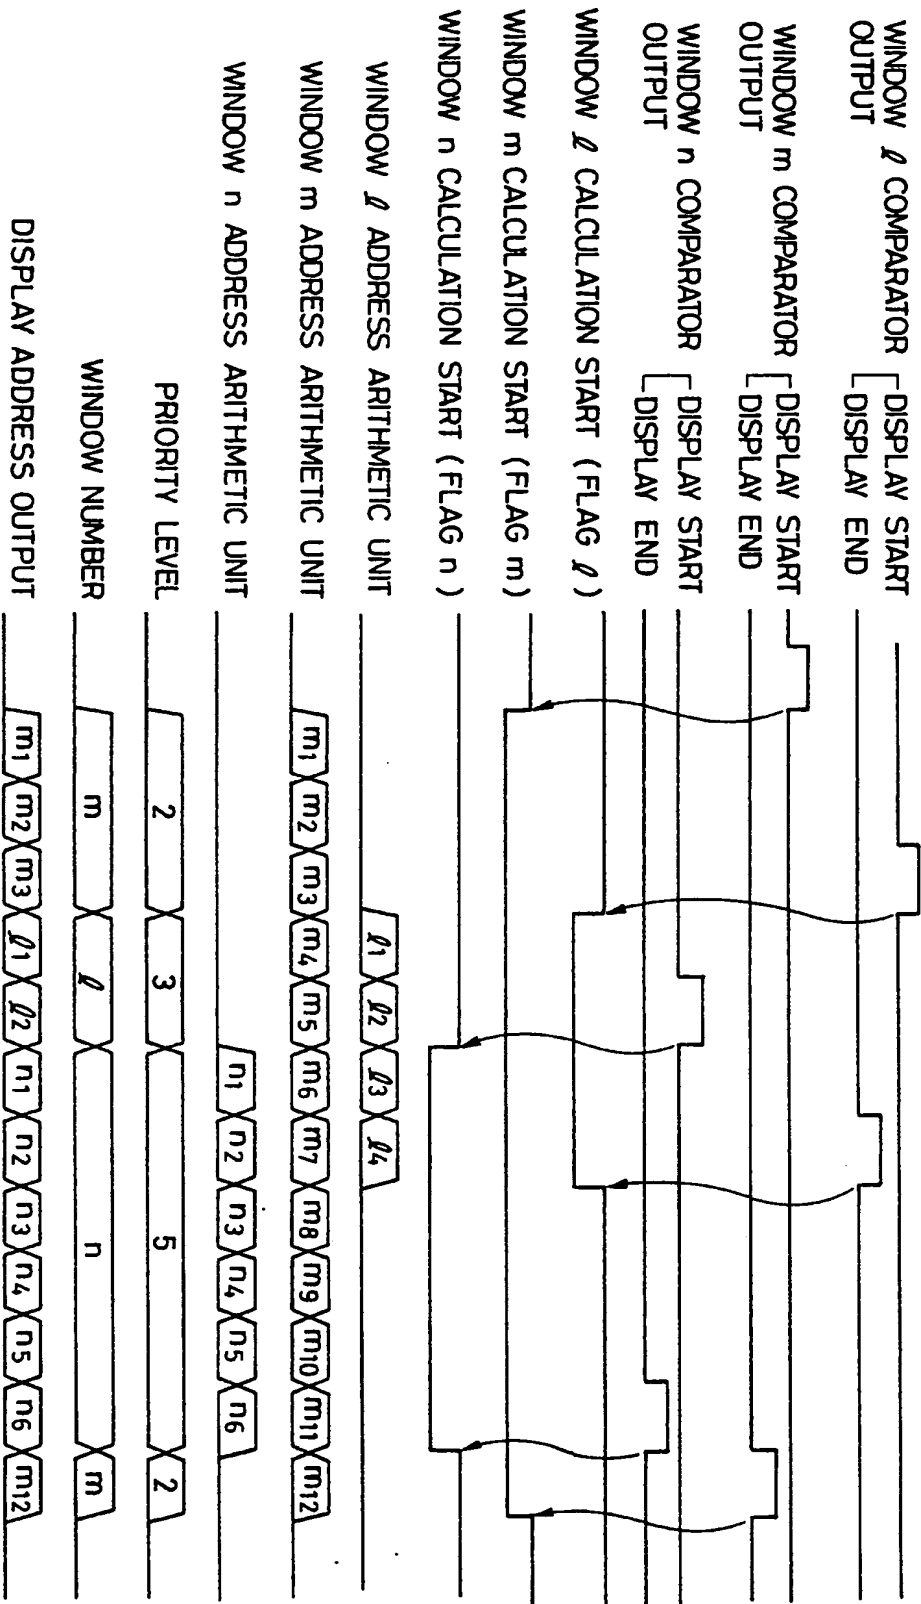 WINDOW ℓ COMPARATOR
OUTPUT
DISPLAY START
DISPLAY END
WINDOW m COMPARATOR
OUTPUT
DISPLAY START
DISPLAY END
WINDOW n COMPARATOR
OUTPUT
DISPLAY START
DISPLAY END
WINDOW ℓ CALCULATION START (FLAG ℓ)
WINDOW m CALCULATION START (FLAG m)
WINDOW n CALCULATION START (FLAG n)
WINDOW ℓ ADDRESS ARITHMETIC UNIT
ℓ1 ℓ2 ℓ3 ℓ4
WINDOW m ADDRESS ARITHMETIC UNIT
m1 m2 m3 m4 m5 m6 m7 m8 m9 m10 m11 m12
WINDOW n ADDRESS ARITHMETIC UNIT
n1 n2 n3 n4 n5 n6
PRIORITY LEVEL
2 3 5 2
WINDOW NUMBER
m ℓ n m
DISPLAY ADDRESS OUTPUT
m1 m2 m3 ℓ1 ℓ2 n1 n2 n3 n4 n5 n6 m12